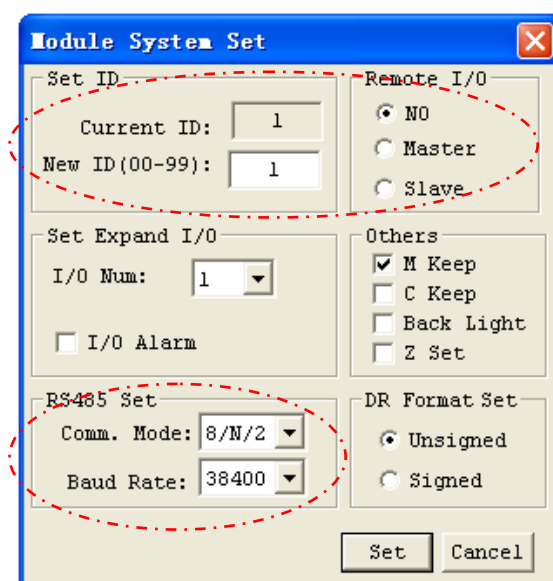 Module System Set
Set ID
Current ID: 1
New ID(00-99): 1
Remote I/O
NO
Master
Slave
Set Expand I/O
I/O Num: 1
I/O Alarm
Others
M Keep
C Keep
Back Light
Z Set
RS485 Set
Comm. Mode: 8/N/2
Baud Rate: 38400
DR Format Set
Unsigned
Signed
Set Cancel